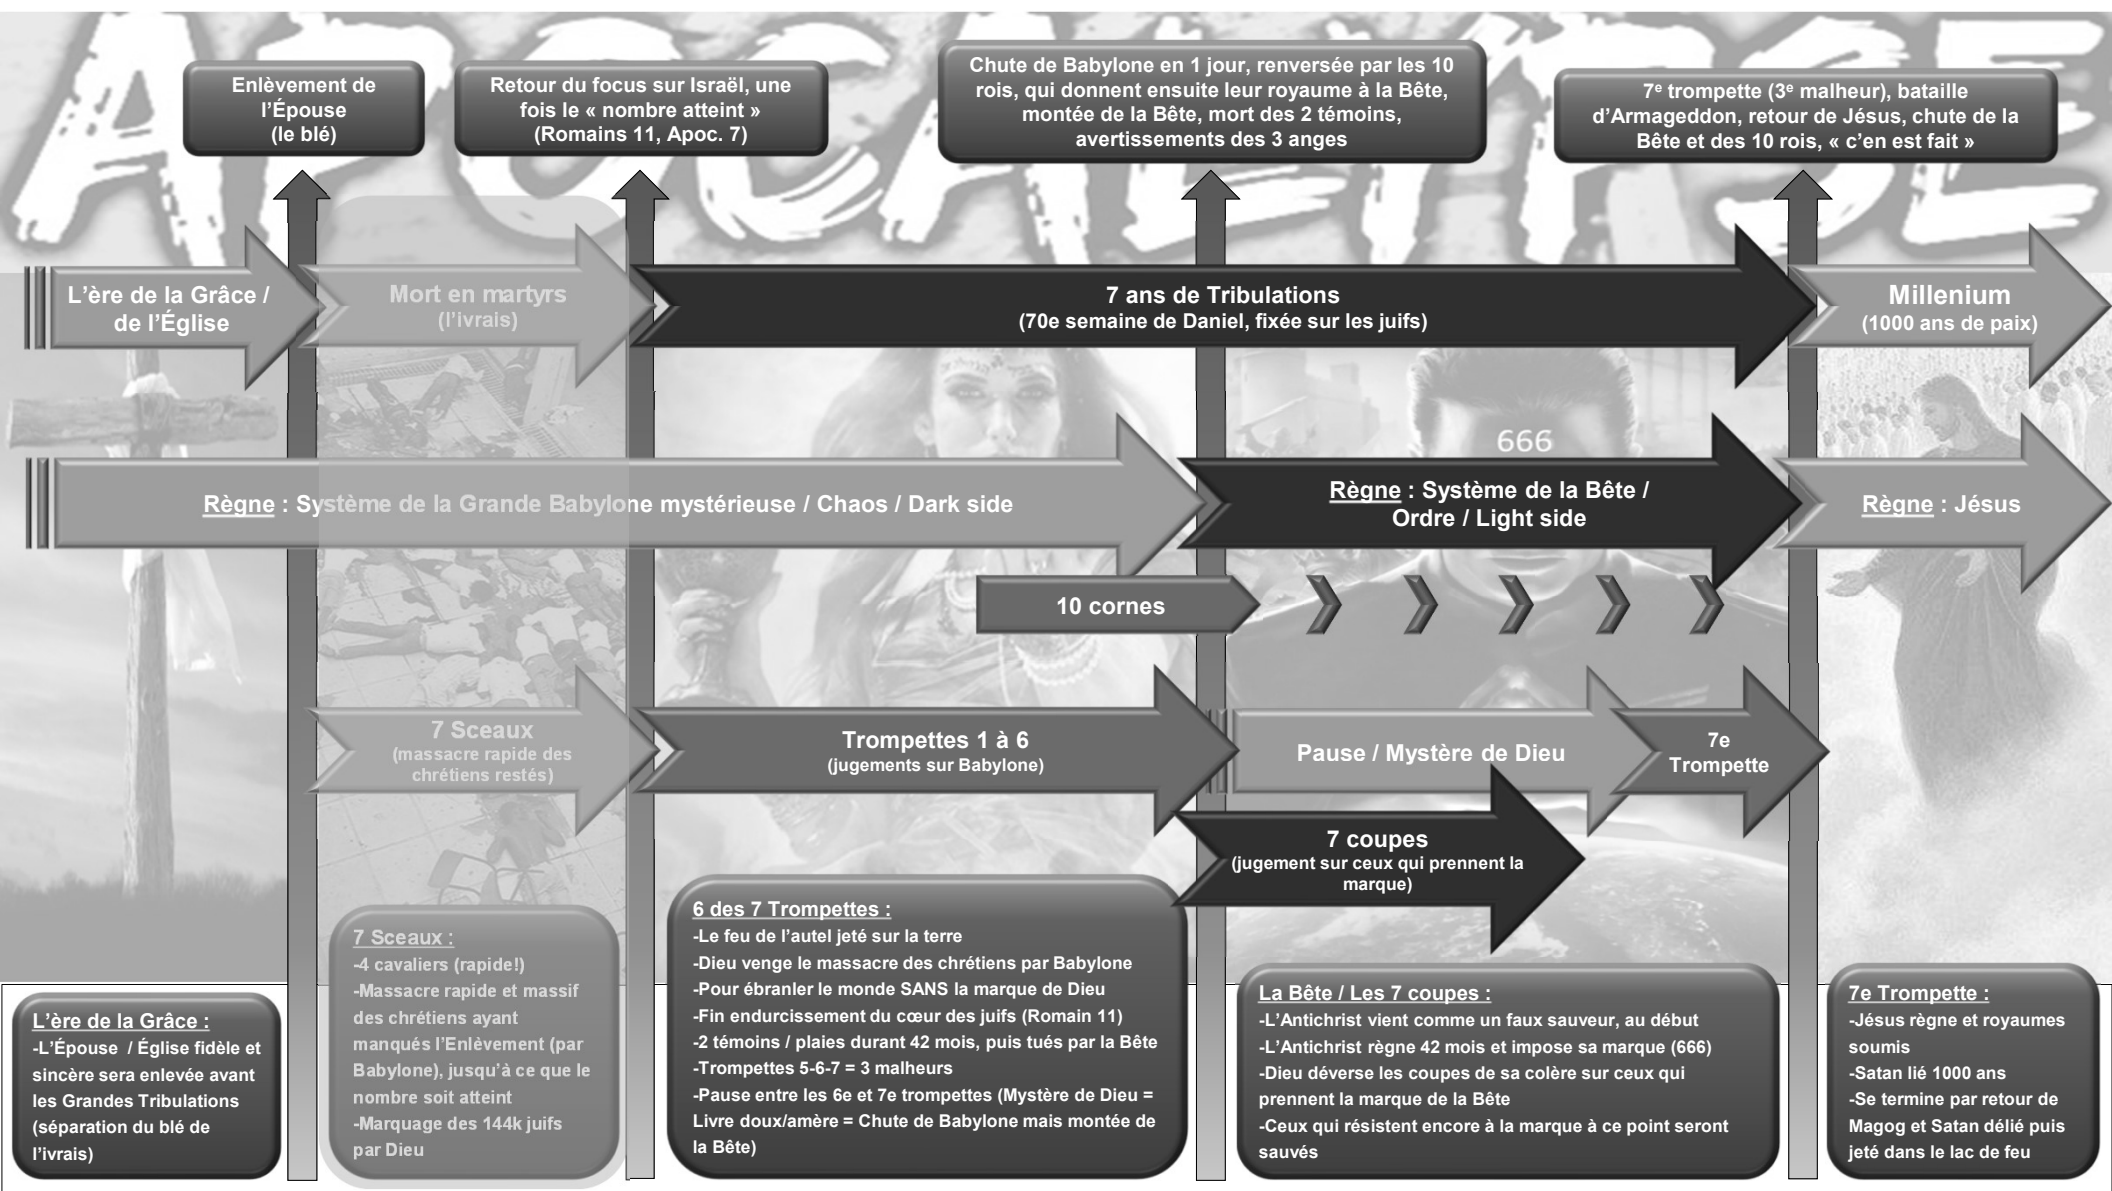 APOCALYPSE
Enlèvement de
l'Épouse
(le blé)
Retour du focus sur Israël, une
fois le « nombre atteint »
(Romains 11, Apoc. 7)
Chute de Babylone en 1 jour, renversée par les 10
rois, qui donnent ensuite leur royaume à la Bête,
montée de la Bête, mort des 2 témoins,
avertissements des 3 anges
7e trompette (3e malheur), bataille
d'Armageddon, retour de Jésus, chute de la
Bête et des 10 rois, « c'en est fait »
L'ère de la Grâce /
de l'Église
Mort en martyrs
(l'ivrais)
7 ans de Tribulations
(70e semaine de Daniel, fixée sur les juifs)
Millenium
(1000 ans de paix)
666
Règne : Système de la Grande Babylone mystérieuse / Chaos / Dark side
Règne : Système de la Bête /
Ordre / Light side
Règne : Jésus
10 cornes
7 Sceaux
(massacre rapide des
chrétiens restés)
Trompettes 1 à 6
(jugements sur Babylone)
Pause / Mystère de Dieu
7e
Trompette
7 coupes
(jugement sur ceux qui prennent la
marque)
L'ère de la Grâce :
-L'Épouse / Église fidèle et
sincère sera enlevée avant
les Grandes Tribulations
(séparation du blé de
l'ivrais)
7 Sceaux :
-4 cavaliers (rapide!)
-Massacre rapide et massif
des chrétiens ayant
manqués l'Enlèvement (par
Babylone), jusqu'à ce que le
nombre soit atteint
-Marquage des 144k juifs
par Dieu
6 des 7 Trompettes :
-Le feu de l'autel jeté sur la terre
-Dieu venge le massacre des chrétiens par Babylone
-Pour ébranler le monde SANS la marque de Dieu
-Fin endurcissement du cœur des juifs (Romain 11)
-2 témoins / plaies durant 42 mois, puis tués par la Bête
-Trompettes 5-6-7 = 3 malheurs
-Pause entre les 6e et 7e trompettes (Mystère de Dieu =
Livre doux/amère = Chute de Babylone mais montée de
la Bête)
La Bête / Les 7 coupes :
-L'Antichrist vient comme un faux sauveur, au début
-L'Antichrist règne 42 mois et impose sa marque (666)
-Dieu déverse les coupes de sa colère sur ceux qui
prennent la marque de la Bête
-Ceux qui résistent encore à la marque à ce point seront
sauvés
7e Trompette :
-Jésus règne et royaumes
soumis
-Satan lié 1000 ans
-Se termine par retour de
Magog et Satan délié puis
jeté dans le lac de feu